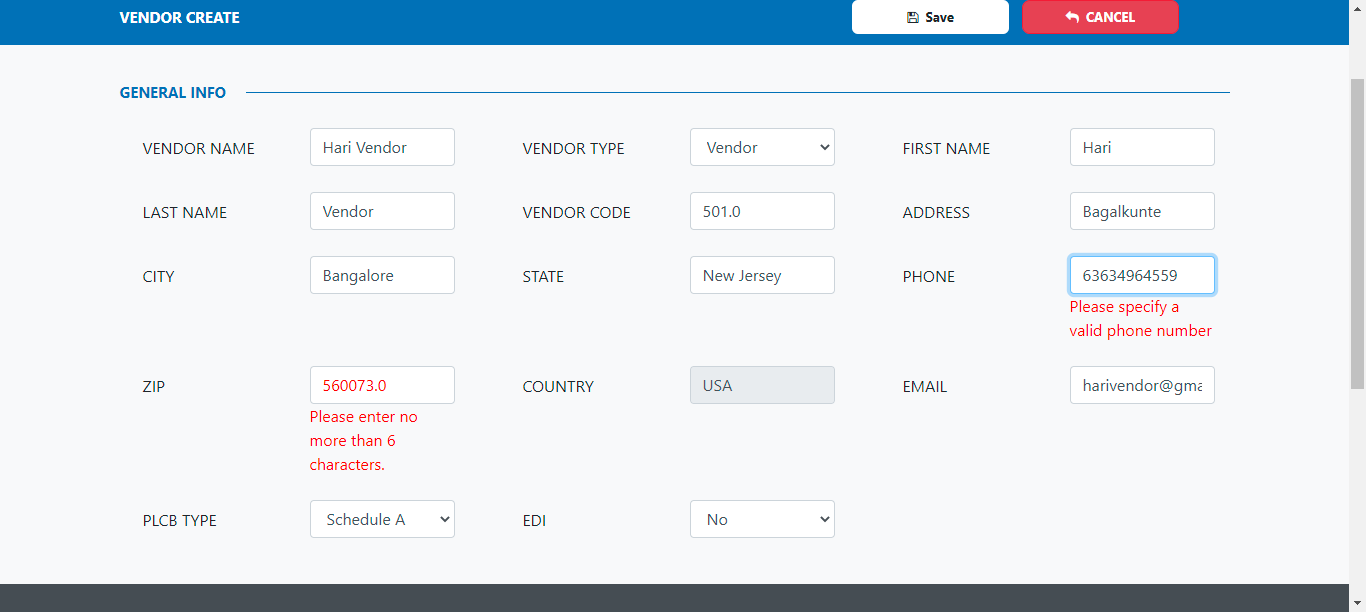 VENDOR CREATE
Save
CANCEL
GENERAL INFO
VENDOR NAME
Hari Vendor
VENDOR TYPE
Vendor
FIRST NAME
Hari
LAST NAME
Vendor
VENDOR CODE
501.0
ADDRESS
Bagalkunte
CITY
Bangalore
STATE
New Jersey
PHONE
63634964559
Please specify a
valid phone number
ZIP
560073.0
Please enter no
more than 6
characters.
COUNTRY
USA
EMAIL
harivendor@gma
PLCB TYPE
Schedule A
EDI
No